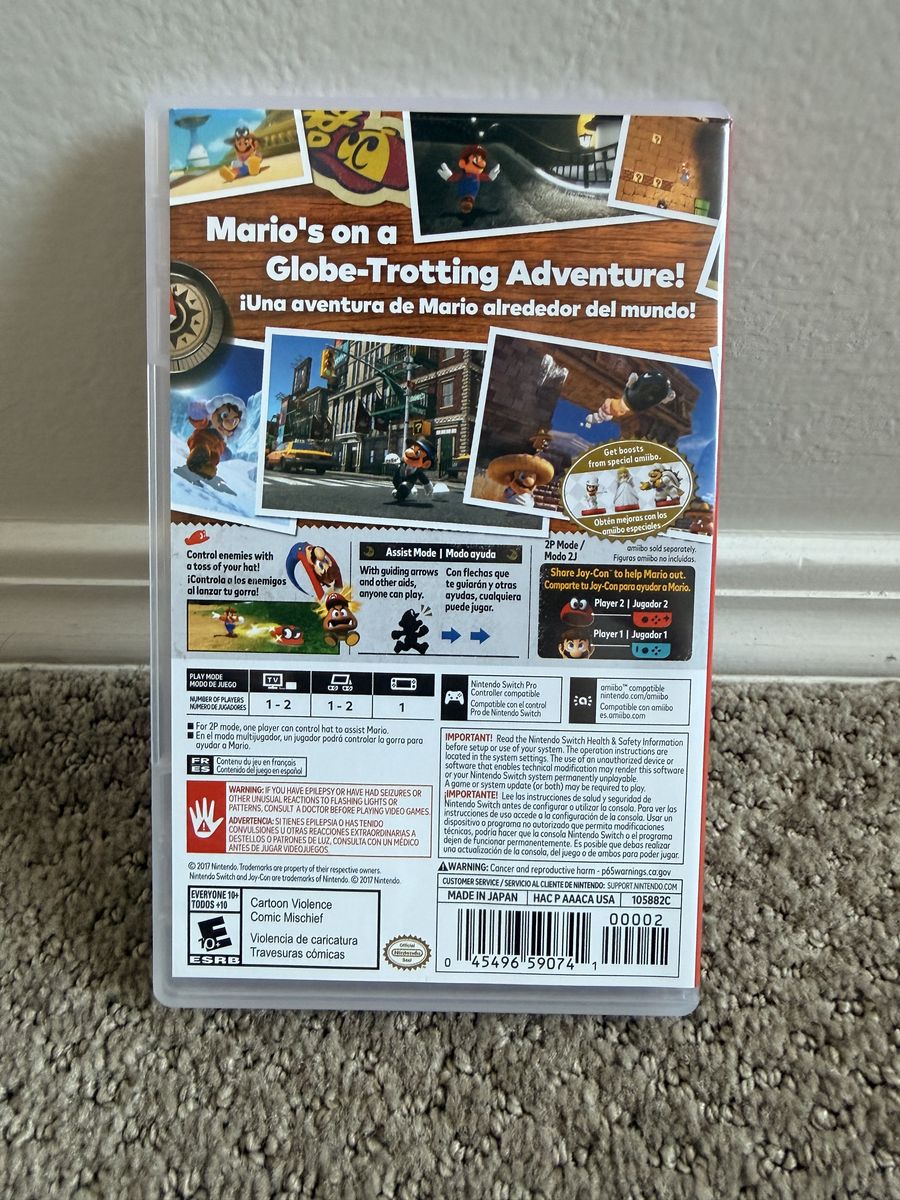 CC
Mario's on a
Globe-Trotting Adventure!
¡Una aventura de Mario alrededor del mundo!
Get boosts
from special amiibo.
Obtén mejoras con los
amiibo especiales.
amiibo sold separately.
Figuras amiibo no incluidas.
Control enemies with
a toss of your hat!
¡Controla a los enemigos
al lanzar tu gorra!
Assist Mode | Modo ayuda
With guiding arrows
and other aids,
anyone can play.
Con flechas que
te guiarán y otras
ayudas, cualquiera
puede jugar.
2P Mode /
Modo 2J
Share Joy-Con™ to help Mario out.
Comparte tu Joy-Con para ayudar a Mario.
Player 2 | Jugador 2
Player 1 | Jugador 1
PLAY MODE
MODO DE JUEGO
TV
NUMBER OF PLAYERS
NÚMERO DE JUGADORES
1 - 2
1 - 2
1
Nintendo Switch Pro
Controller compatible
Compatible con el control
Pro de Nintendo Switch
amiibo™ compatible
nintendo.com/amiibo
Compatible con amiibo
es.amiibo.com
■ For 2P mode, one player can control hat to assist Mario.
■ En el modo multijugador, un jugador podrá controlar la gorra para
ayudar a Mario.
FR
ES
Contenu du jeu en français
Contenido del juego en español
WARNING: IF YOU HAVE EPILEPSY OR HAVE HAD SEIZURES OR
OTHER UNUSUAL REACTIONS TO FLASHING LIGHTS OR
PATTERNS, CONSULT A DOCTOR BEFORE PLAYING VIDEO GAMES.
ADVERTENCIA: SI TIENES EPILEPSIA O HAS TENIDO
CONVULSIONES U OTRAS REACCIONES EXTRAORDINARIAS A
DESTELLOS O PATRONES DE LUZ, CONSULTA CON UN MÉDICO
ANTES DE JUGAR VIDEOJUEGOS.
IMPORTANT! Read the Nintendo Switch Health & Safety Information
before setup or use of your system. The operation instructions are
located in the system settings. The use of an unauthorized device or
software that enables technical modification may render this software
or your Nintendo Switch system permanently unplayable.
A game or system update (or both) may be required to play.
¡IMPORTANTE! Lee las instrucciones de salud y seguridad de
Nintendo Switch antes de configurar o utilizar la consola. Para ver las
instrucciones de uso accede a la configuración de la consola. Usar un
dispositivo o programa no autorizado que permita modificaciones
técnicas, podría hacer que la consola Nintendo Switch o el programa
dejen de funcionar permanentemente. Es posible que debas realizar
una actualización de la consola, del juego o de ambos para poder jugar.
© 2017 Nintendo. Trademarks are property of their respective owners.
Nintendo Switch and Joy-Con are trademarks of Nintendo. © 2017 Nintendo.
WARNING: Cancer and reproductive harm - p65warnings.ca.gov
CUSTOMER SERVICE / SERVICIO AL CLIENTE DE NINTENDO: SUPPORT.NINTENDO.COM
MADE IN JAPAN
HAC P AAACA USA
105882C
EVERYONE 10+
TODOS +10
E
10+
ESRB
Cartoon Violence
Comic Mischief
Violencia de caricatura
Travesuras cómicas
Official
Nintendo
Seal
0 45496 59074 1
00002